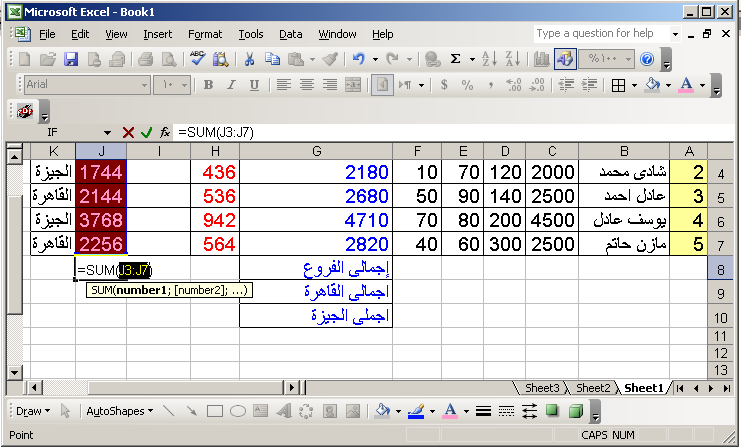 Microsoft Excel - Book1
File Edit View Insert Format Tools Data Window Help Type a question for help
Σ %١٠٠
Arial B I U $ %
IF =SUM(J3:J7)
K J I H G F E D C B A
الجيزة 1744 436 2180 10 70 120 2000 شادى محمد 2 4
القاهرة 2144 536 2680 50 90 140 2500 عادل احمد 3 5
الجيزة 3768 942 4710 70 80 200 4500 يوسف عادل 4 6
القاهرة 2256 564 2820 40 60 300 2500 مازن حاتم 5 7
=SUM(J3:J7) إجمالى الفروع 8
SUM(number1; [number2]; ...) اجمالى القاهرة 9
اجملى الجيزة 10
11
12
13
Sheet3 Sheet2 Sheet1
Draw AutoShapes
Point CAPS NUM